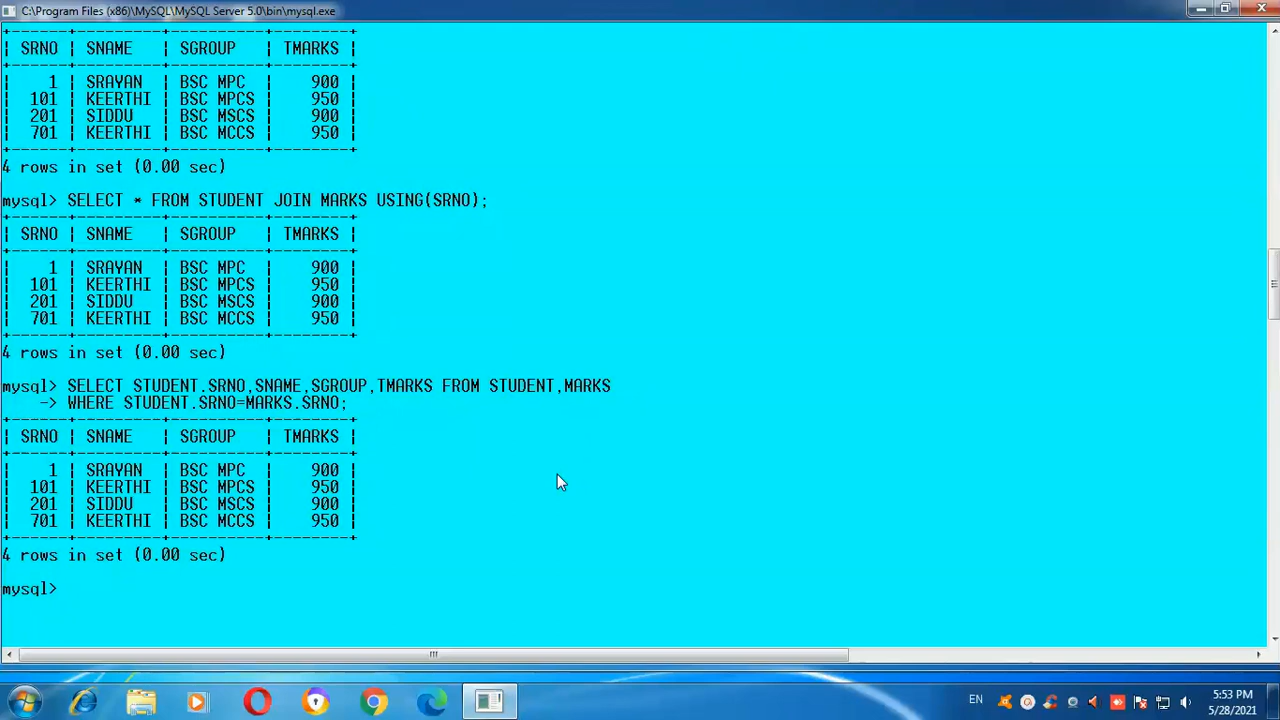 C:\Program Files (x86)\MySQL\MySQL Server 5.0\bin\mysql.exe
+------+---------+----------+--------+
| SRNO | SNAME   | SGROUP   | TMARKS |
+------+---------+----------+--------+
|    1 | SRAYAN  | BSC MPC  |    900 |
|  101 | KEERTHI | BSC MPCS |    950 |
|  201 | SIDDU   | BSC MSCS |    900 |
|  701 | KEERTHI | BSC MCCS |    950 |
+------+---------+----------+--------+
4 rows in set (0.00 sec)
mysql> SELECT * FROM STUDENT JOIN MARKS USING(SRNO);
+------+---------+----------+--------+
| SRNO | SNAME   | SGROUP   | TMARKS |
+------+---------+----------+--------+
|    1 | SRAYAN  | BSC MPC  |    900 |
|  101 | KEERTHI | BSC MPCS |    950 |
|  201 | SIDDU   | BSC MSCS |    900 |
|  701 | KEERTHI | BSC MCCS |    950 |
+------+---------+----------+--------+
4 rows in set (0.00 sec)
mysql> SELECT STUDENT.SRNO,SNAME,SGROUP,TMARKS FROM STUDENT,MARKS
    -> WHERE STUDENT.SRNO=MARKS.SRNO;
+------+---------+----------+--------+
| SRNO | SNAME   | SGROUP   | TMARKS |
+------+---------+----------+--------+
|    1 | SRAYAN  | BSC MPC  |    900 |
|  101 | KEERTHI | BSC MPCS |    950 |
|  201 | SIDDU   | BSC MSCS |    900 |
|  701 | KEERTHI | BSC MCCS |    950 |
+------+---------+----------+--------+
4 rows in set (0.00 sec)
mysql>
EN
5:53 PM
5/28/2021